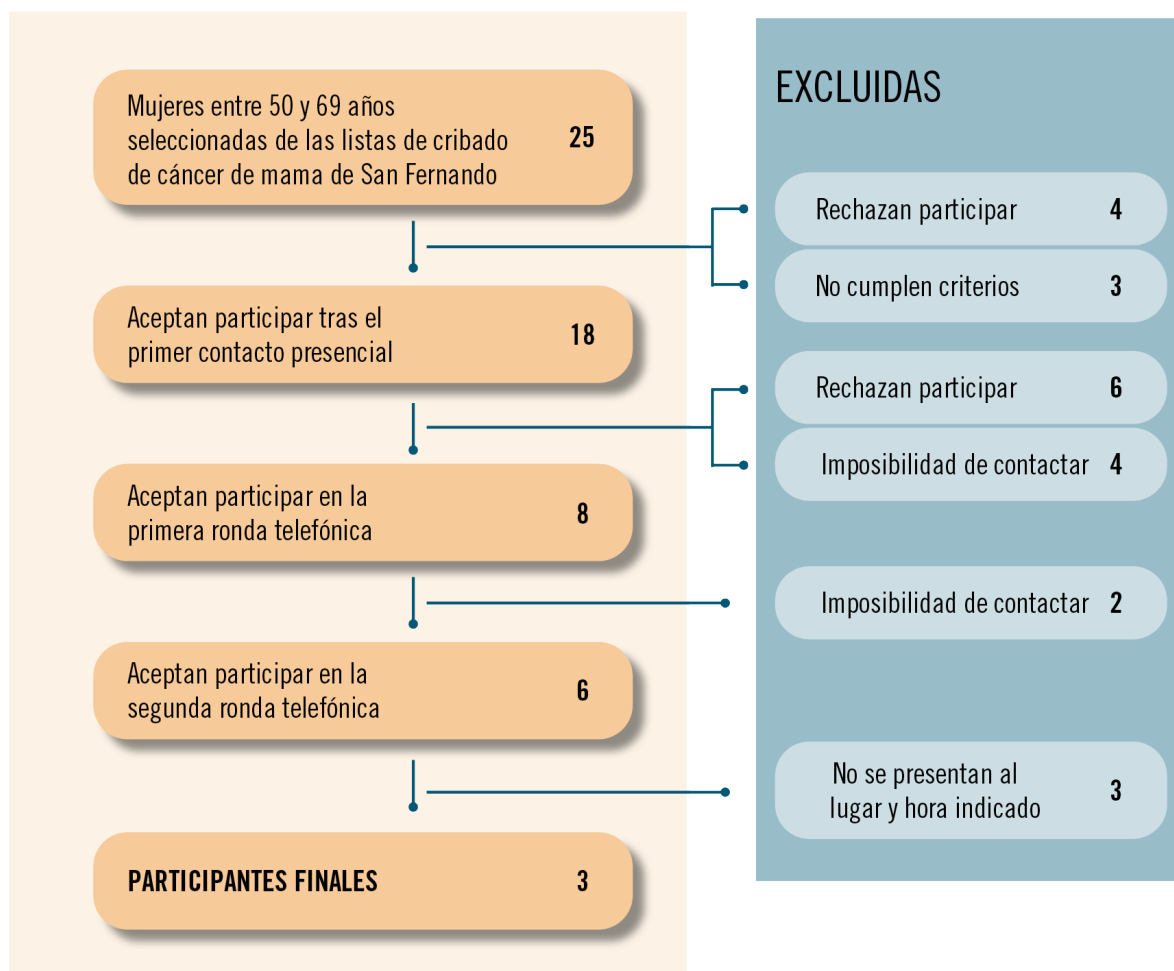 Mujeres entre 50 y 69 años
seleccionadas de las listas de cribado 25
de cáncer de mama de San Fernando
EXCLUIDAS
Rechazan participar 4
No cumplen criterios 3
Aceptan participar tras el
primer contacto presencial 18
Rechazan participar 6
Imposibilidad de contactar 4
Aceptan participar en la
primera ronda telefónica 8
Imposibilidad de contactar 2
Aceptan participar en la
segunda ronda telefónica 6
No se presentan al
lugar y hora indicado 3
PARTICIPANTES FINALES 3